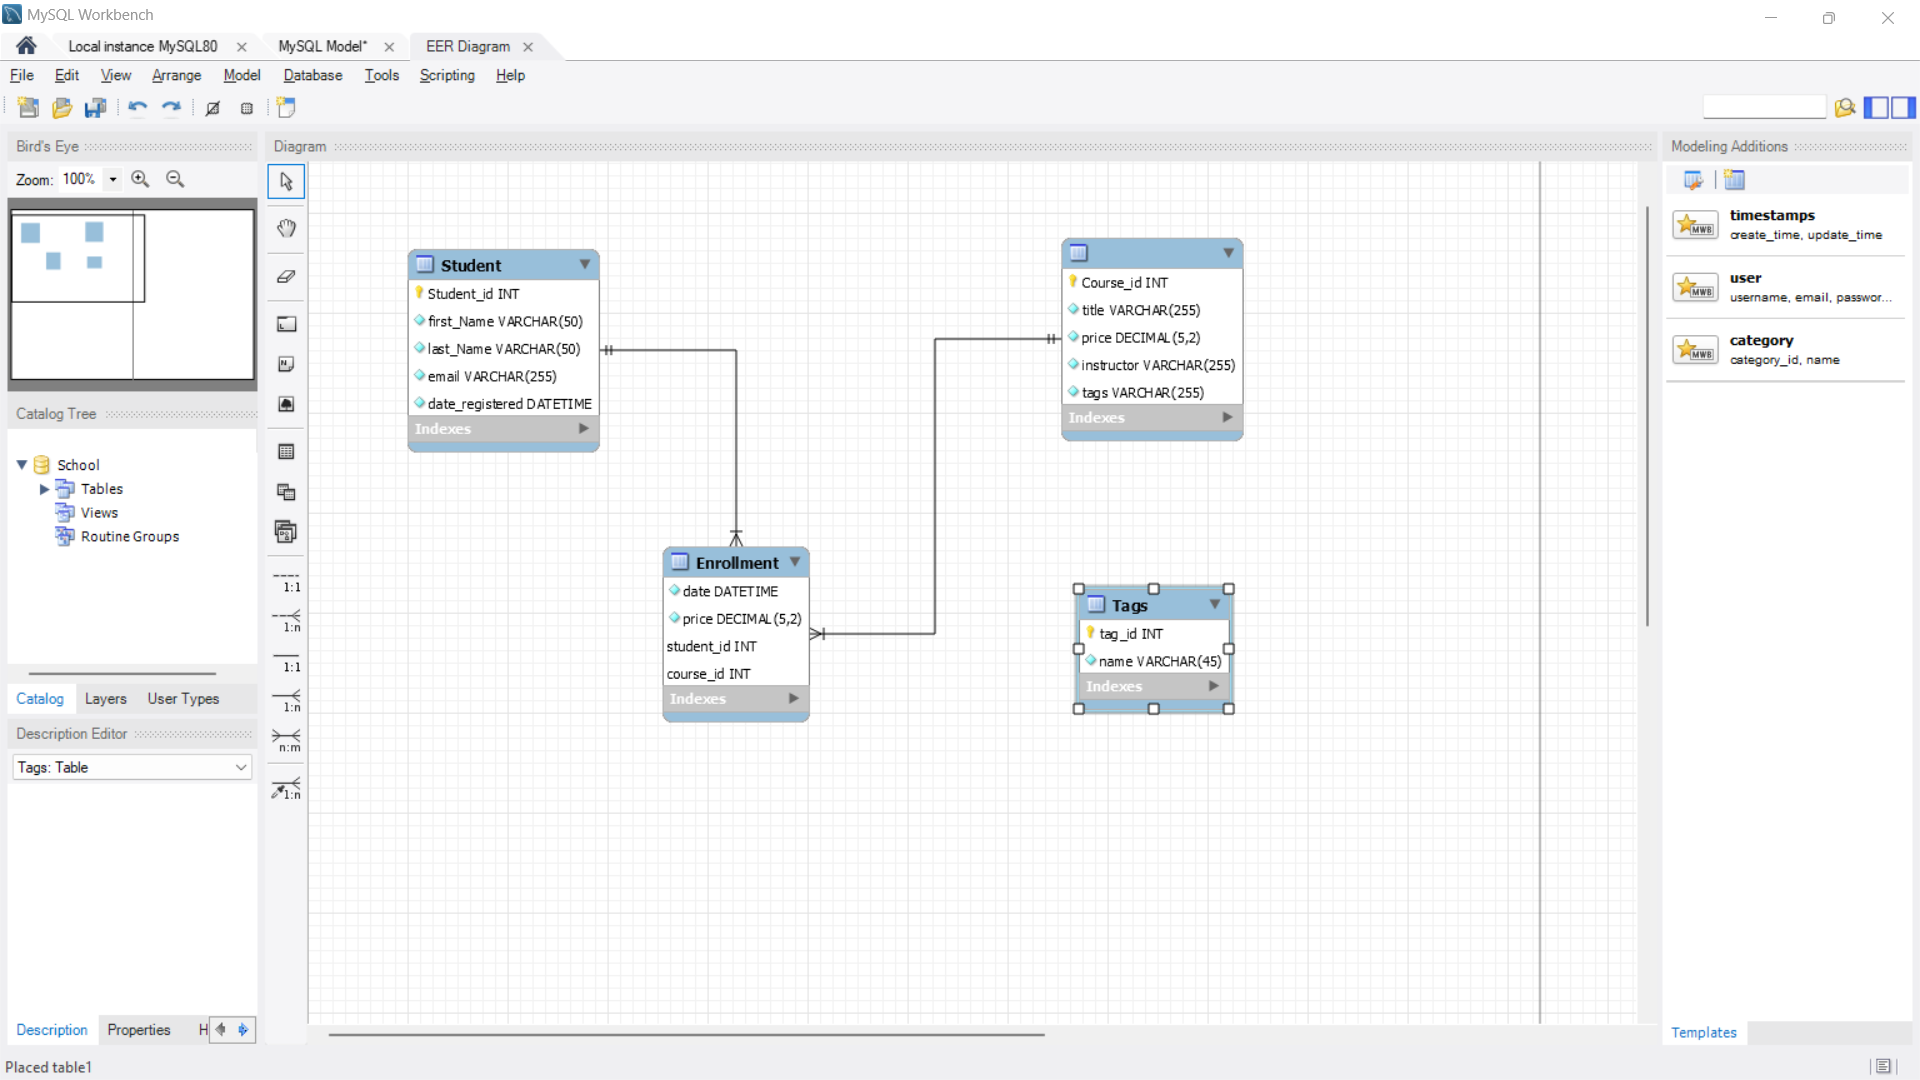 MySQL Workbench
Local instance MySQL80
MySQL Model*
EER Diagram
File Edit View Arrange Model Database Tools Scripting Help
Bird's Eye
Zoom: 100%
Catalog Tree
School
Tables
Views
Routine Groups
Catalog Layers User Types
Description Editor
Tags: Table
Description Properties H
Placed table1
Diagram
1:1
1:n
1:1
1:n
n:m
1:n
Student
Student_id INT
first_Name VARCHAR(50)
last_Name VARCHAR(50)
email VARCHAR(255)
date_registered DATETIME
Indexes
Course_id INT
title VARCHAR(255)
price DECIMAL(5,2)
instructor VARCHAR(255)
tags VARCHAR(255)
Indexes
Enrollment
date DATETIME
price DECIMAL(5,2)
student_id INT
course_id INT
Indexes
Tags
tag_id INT
name VARCHAR(45)
Indexes
Modeling Additions
MWB
timestamps
create_time, update_time
MWB
user
username, email, passwor...
MWB
category
category_id, name
Templates